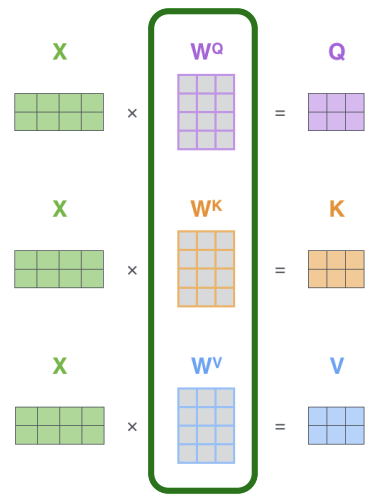 X W^Q Q
× =
X W^K K
× =
X W^V V
× =